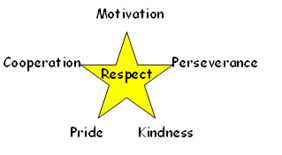 Motivation
Cooperation Perseverance
Respect
Pride Kindness